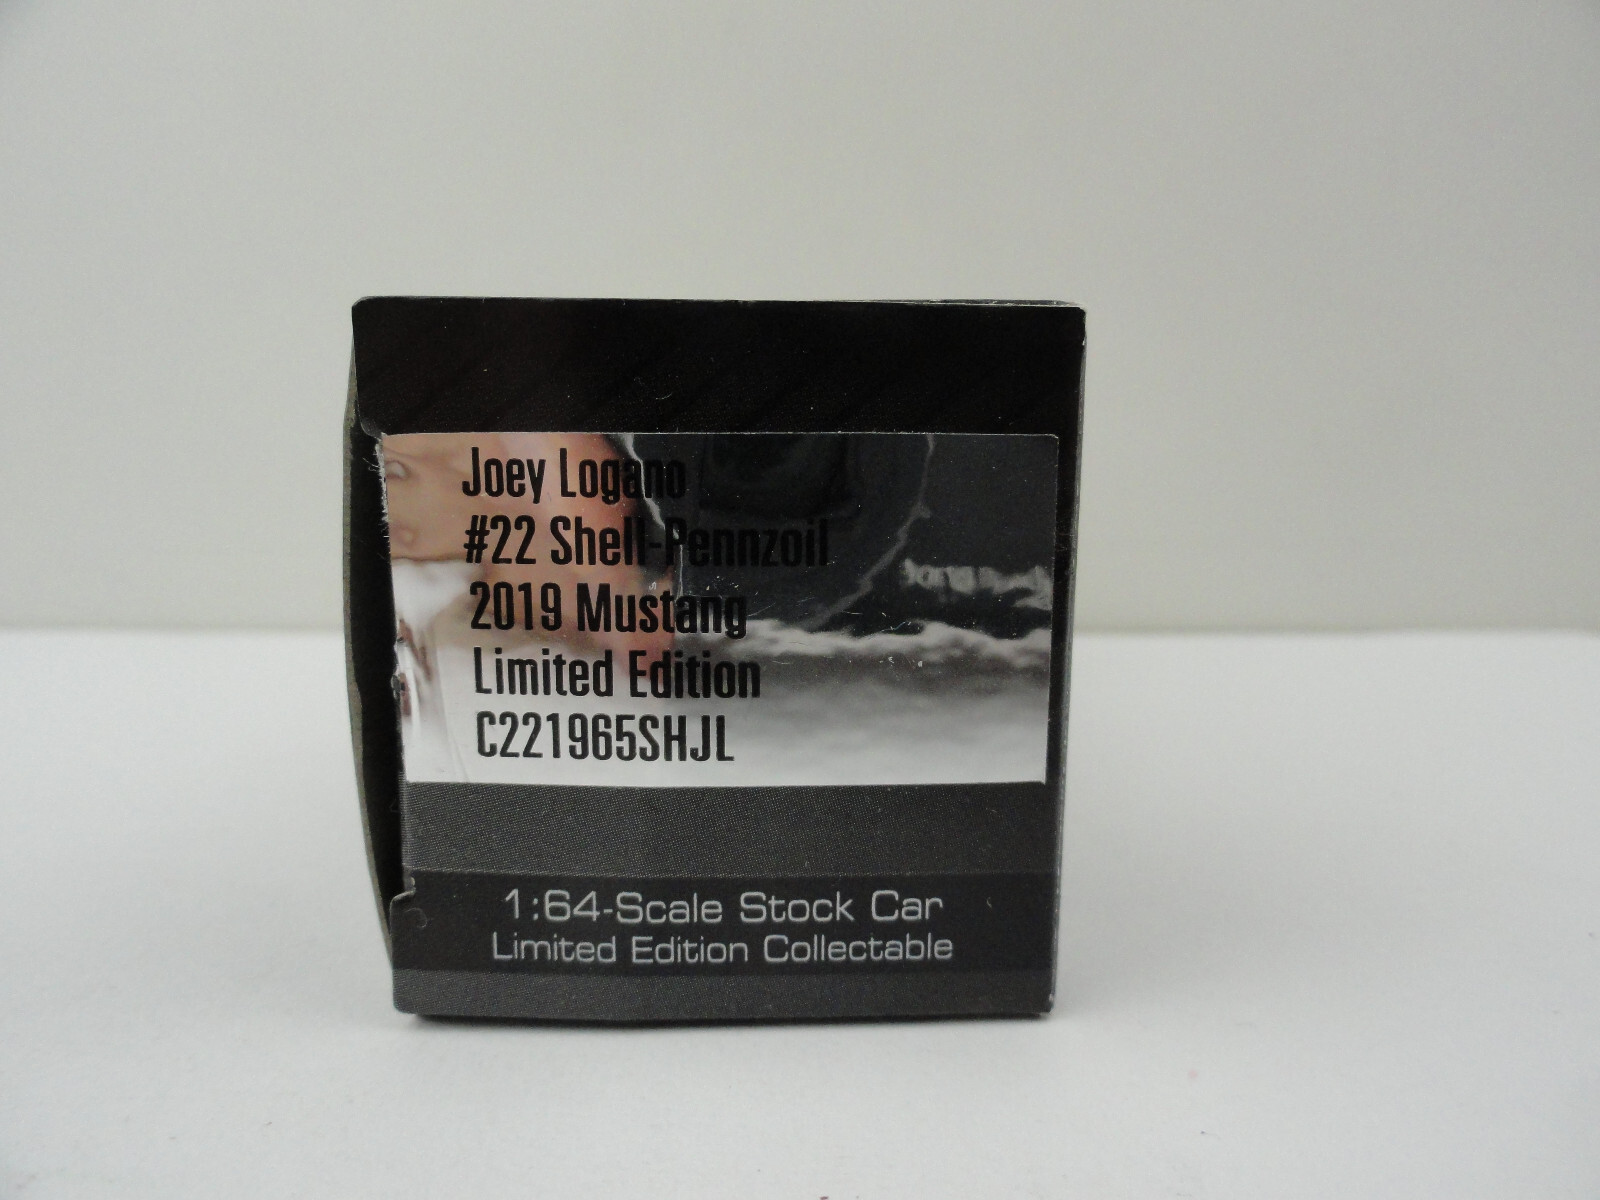 Joey Logano
#22 Shell-Pennzoil
2019 Mustang
Limited Edition
C221965SHJL
1:64-Scale Stock Car
Limited Edition Collectable